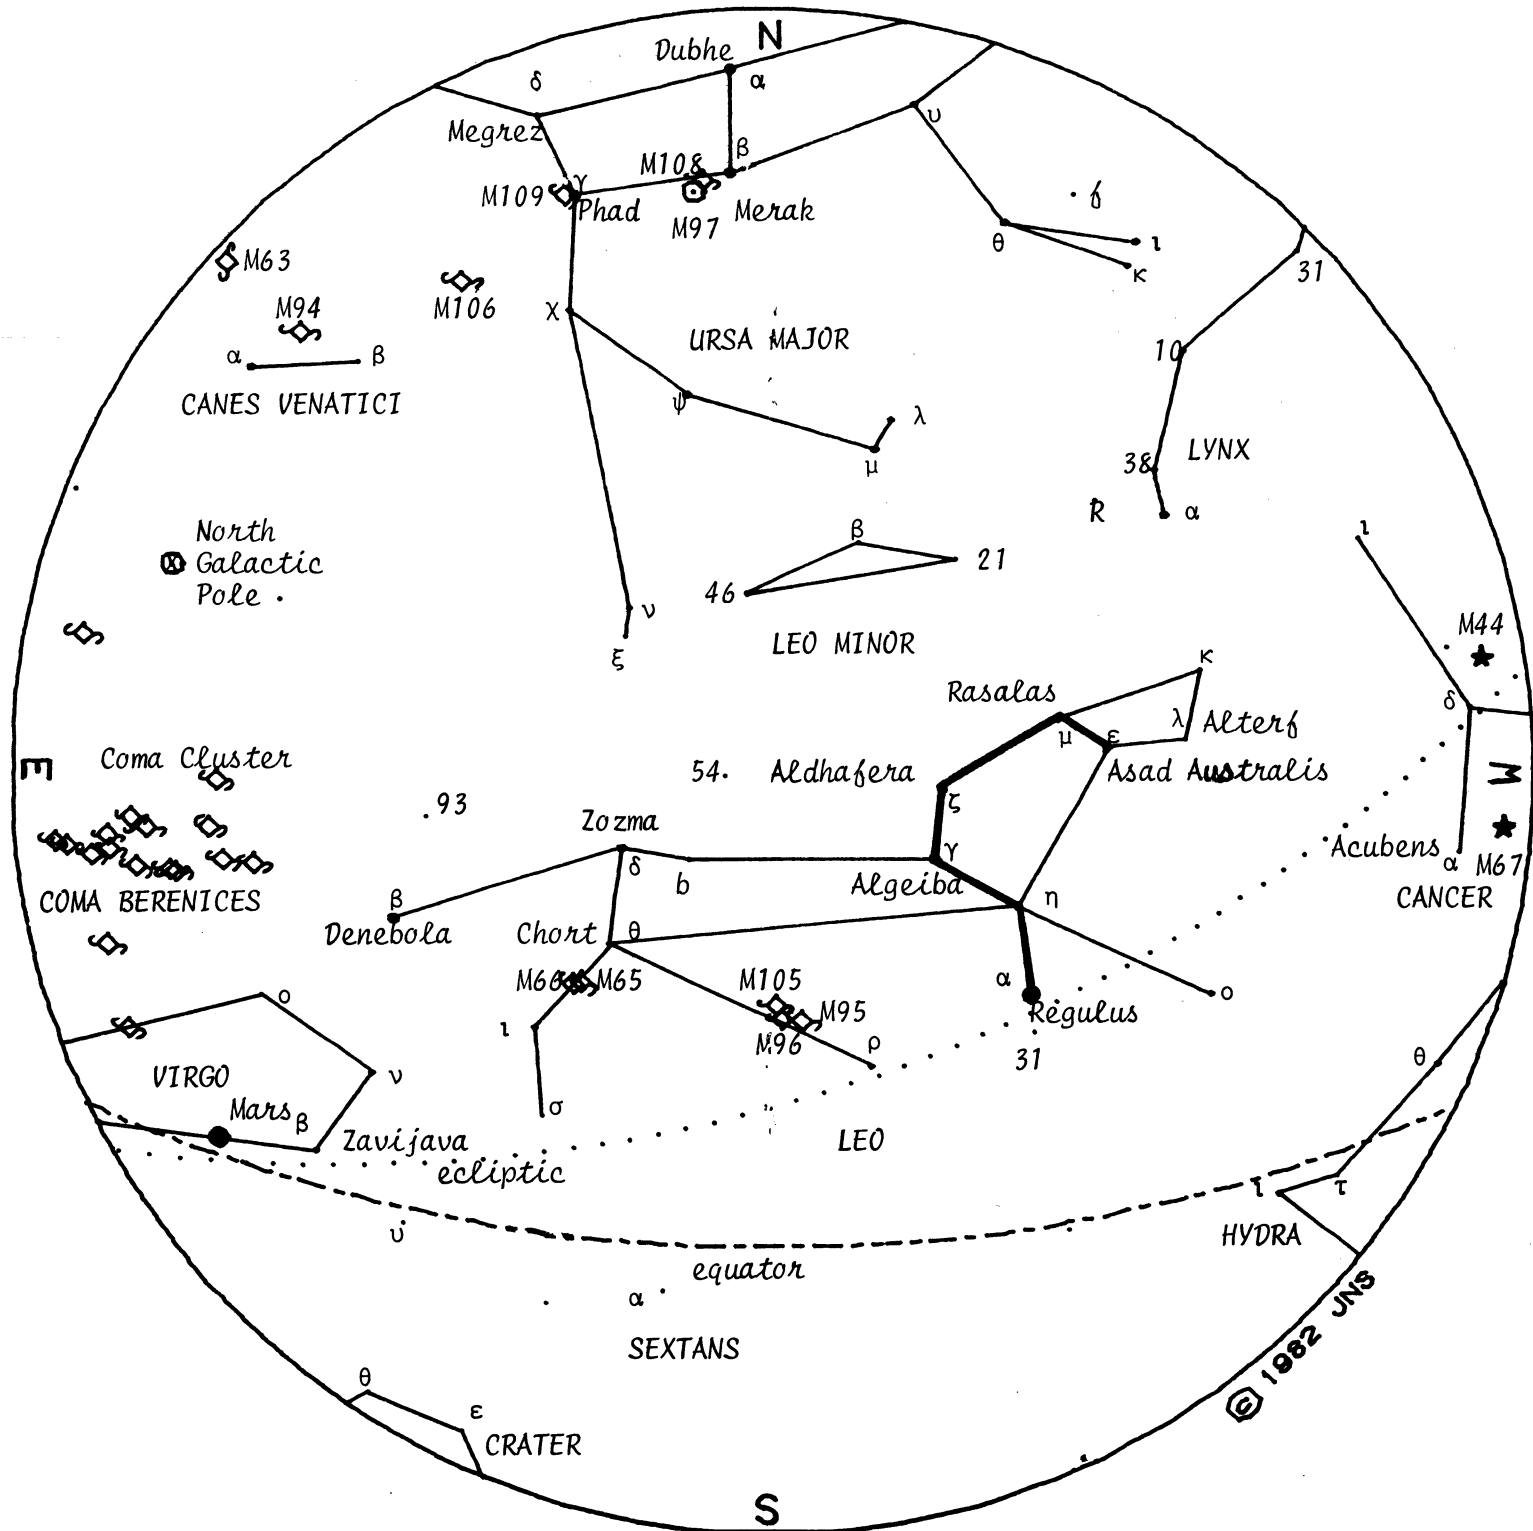 N
Dubhe
δ
α
Megrez
υ
β
M108
γ
M109
Phad
Merak
M97
f
θ
ι
κ
M63
31
M94
M106
χ
URSA MAJOR
α
β
10
CANES VENATICI
ψ
λ
μ
38
LYNX
R
α
ι
North
Galactic
Pole
β
21
46
ν
M44
LEO MINOR
ξ
κ
Rasalas
δ
λ
Alterf
μ
ε
Coma Cluster
E
54
Aldhafera
Asad Australis
W
93
ζ
Zozma
Acubens
α
M67
δ
b
γ
Algeiba
CANCER
COMA BERENICES
β
η
Denebola
Chort
θ
M66
M65
M105
α
ο
ο
Regulus
M95
ι
M96
ρ
31
θ
VIRGO
ν
Mars
β
σ
Zavijava
LEO
ecliptic
ι
τ
υ
HYDRA
equator
α
SEXTANS
© 1982 JNS
θ
ε
CRATER
S